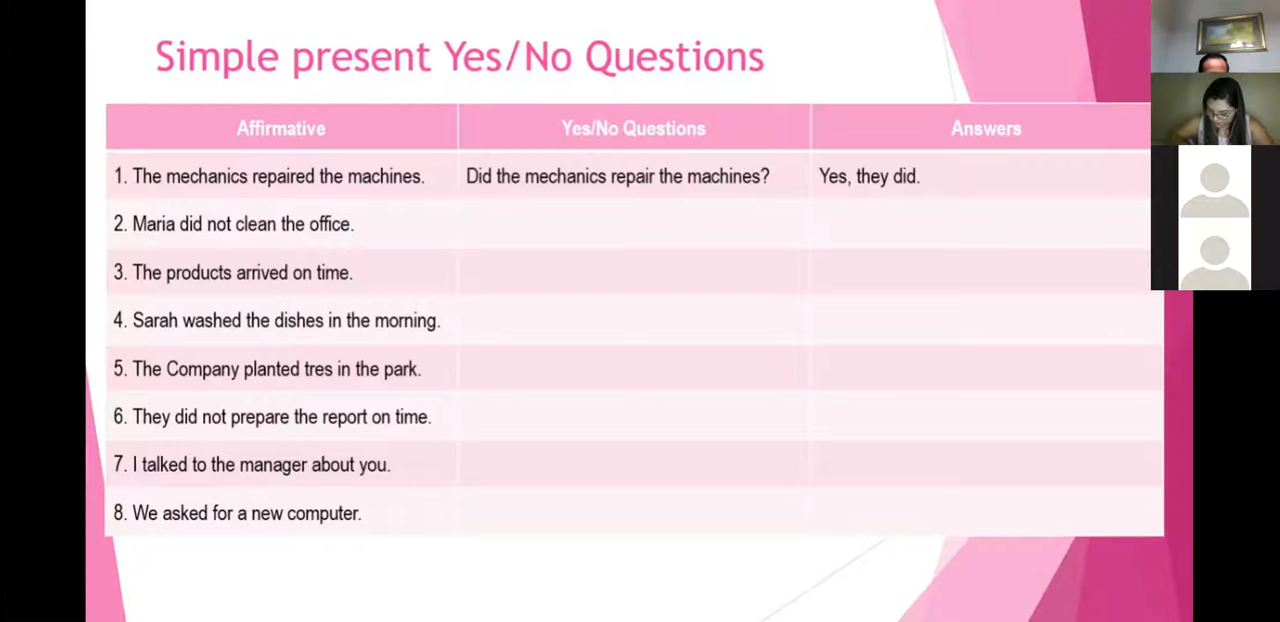 Simple present Yes/No Questions
Affirmative Yes/No Questions Answers
1. The mechanics repaired the machines. Did the mechanics repair the machines? Yes, they did.
2. Maria did not clean the office.
3. The products arrived on time.
4. Sarah washed the dishes in the morning.
5. The Company planted tres in the park.
6. They did not prepare the report on time.
7. I talked to the manager about you.
8. We asked for a new computer.